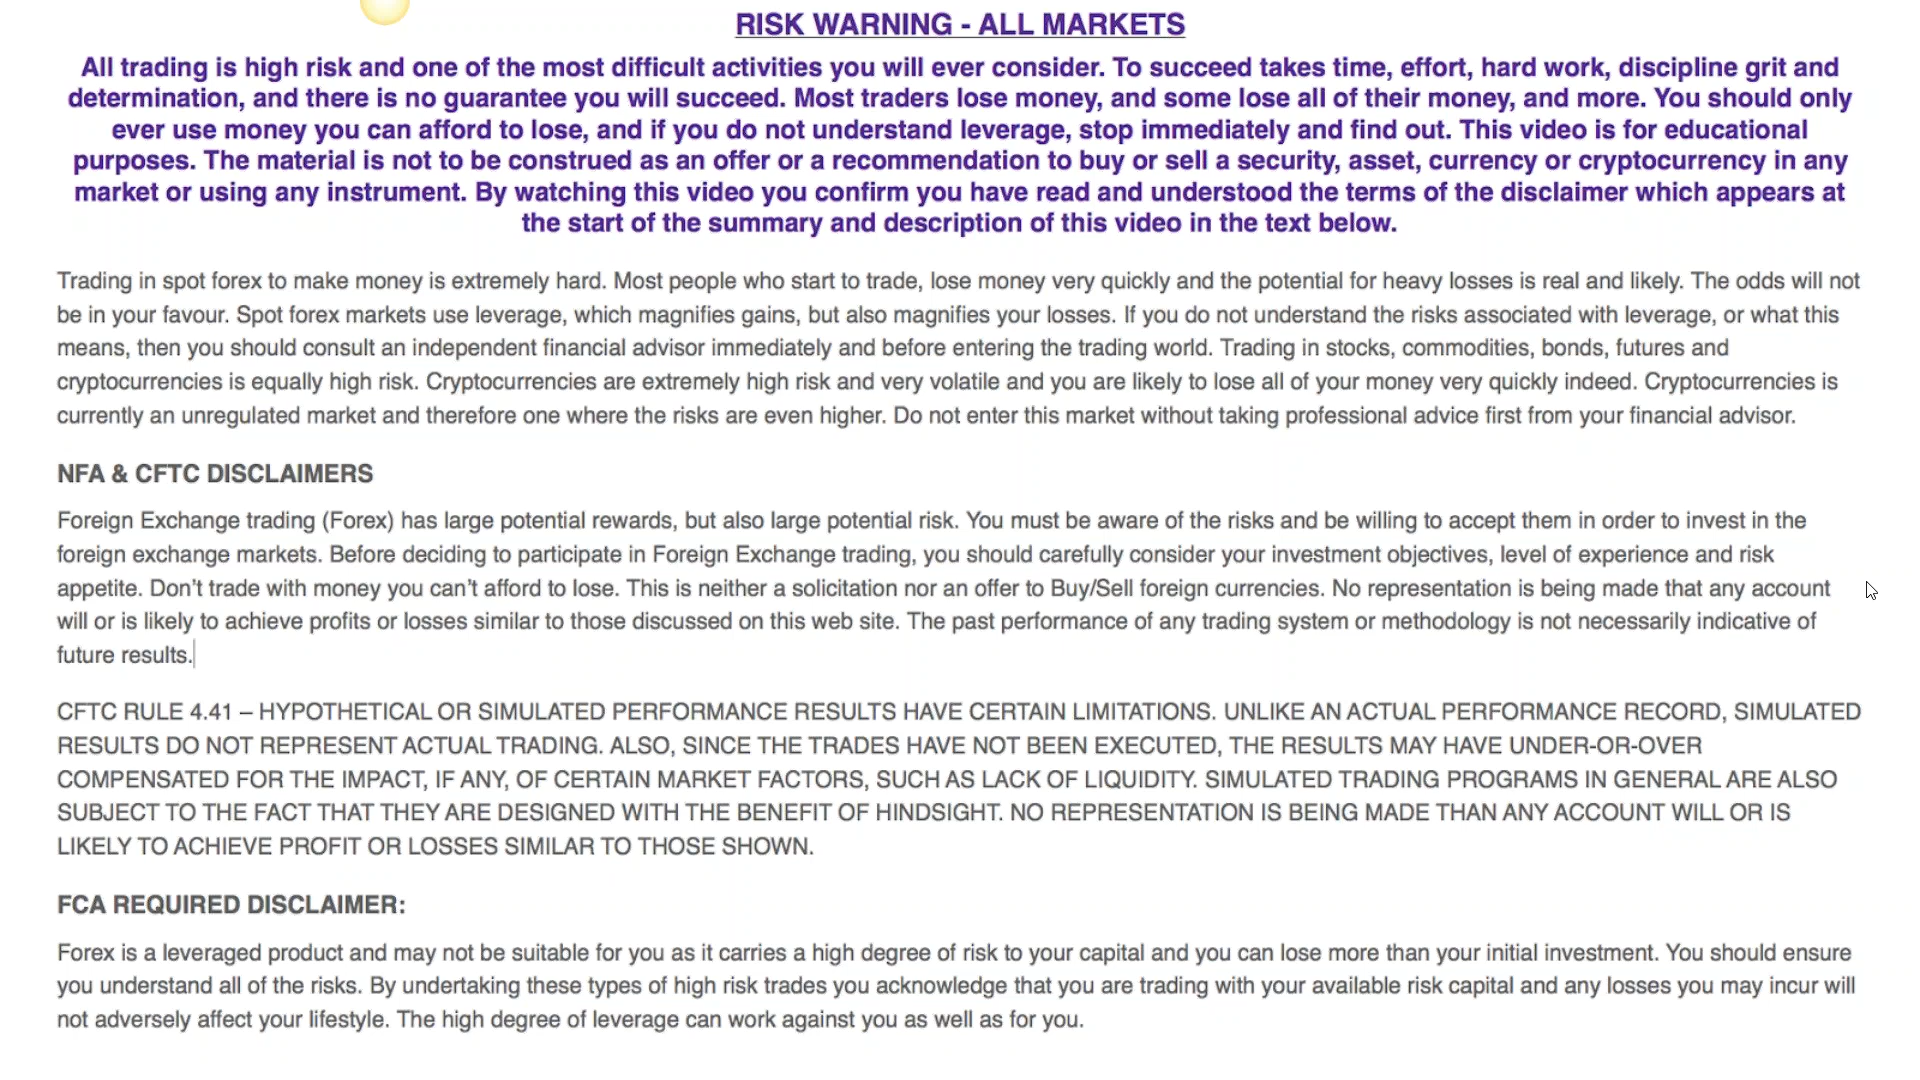 RISK WARNING - ALL MARKETS
All trading is high risk and one of the most difficult activities you will ever consider. To succeed takes time, effort, hard work, discipline grit and
determination, and there is no guarantee you will succeed. Most traders lose money, and some lose all of their money, and more. You should only
ever use money you can afford to lose, and if you do not understand leverage, stop immediately and find out. This video is for educational
purposes. The material is not to be construed as an offer or a recommendation to buy or sell a security, asset, currency or cryptocurrency in any
market or using any instrument. By watching this video you confirm you have read and understood the terms of the disclaimer which appears at
the start of the summary and description of this video in the text below.
Trading in spot forex to make money is extremely hard. Most people who start to trade, lose money very quickly and the potential for heavy losses is real and likely. The odds will not
be in your favour. Spot forex markets use leverage, which magnifies gains, but also magnifies your losses. If you do not understand the risks associated with leverage, or what this
means, then you should consult an independent financial advisor immediately and before entering the trading world. Trading in stocks, commodities, bonds, futures and
cryptocurrencies is equally high risk. Cryptocurrencies are extremely high risk and very volatile and you are likely to lose all of your money very quickly indeed. Cryptocurrencies is
currently an unregulated market and therefore one where the risks are even higher. Do not enter this market without taking professional advice first from your financial advisor.
NFA & CFTC DISCLAIMERS
Foreign Exchange trading (Forex) has large potential rewards, but also large potential risk. You must be aware of the risks and be willing to accept them in order to invest in the
foreign exchange markets. Before deciding to participate in Foreign Exchange trading, you should carefully consider your investment objectives, level of experience and risk
appetite. Don't trade with money you can't afford to lose. This is neither a solicitation nor an offer to Buy/Sell foreign currencies. No representation is being made that any account
will or is likely to achieve profits or losses similar to those discussed on this web site. The past performance of any trading system or methodology is not necessarily indicative of
future results.
CFTC RULE 4.41 – HYPOTHETICAL OR SIMULATED PERFORMANCE RESULTS HAVE CERTAIN LIMITATIONS. UNLIKE AN ACTUAL PERFORMANCE RECORD, SIMULATED
RESULTS DO NOT REPRESENT ACTUAL TRADING. ALSO, SINCE THE TRADES HAVE NOT BEEN EXECUTED, THE RESULTS MAY HAVE UNDER-OR-OVER
COMPENSATED FOR THE IMPACT, IF ANY, OF CERTAIN MARKET FACTORS, SUCH AS LACK OF LIQUIDITY. SIMULATED TRADING PROGRAMS IN GENERAL ARE ALSO
SUBJECT TO THE FACT THAT THEY ARE DESIGNED WITH THE BENEFIT OF HINDSIGHT. NO REPRESENTATION IS BEING MADE THAN ANY ACCOUNT WILL OR IS
LIKELY TO ACHIEVE PROFIT OR LOSSES SIMILAR TO THOSE SHOWN.
FCA REQUIRED DISCLAIMER:
Forex is a leveraged product and may not be suitable for you as it carries a high degree of risk to your capital and you can lose more than your initial investment. You should ensure
you understand all of the risks. By undertaking these types of high risk trades you acknowledge that you are trading with your available risk capital and any losses you may incur will
not adversely affect your lifestyle. The high degree of leverage can work against you as well as for you.